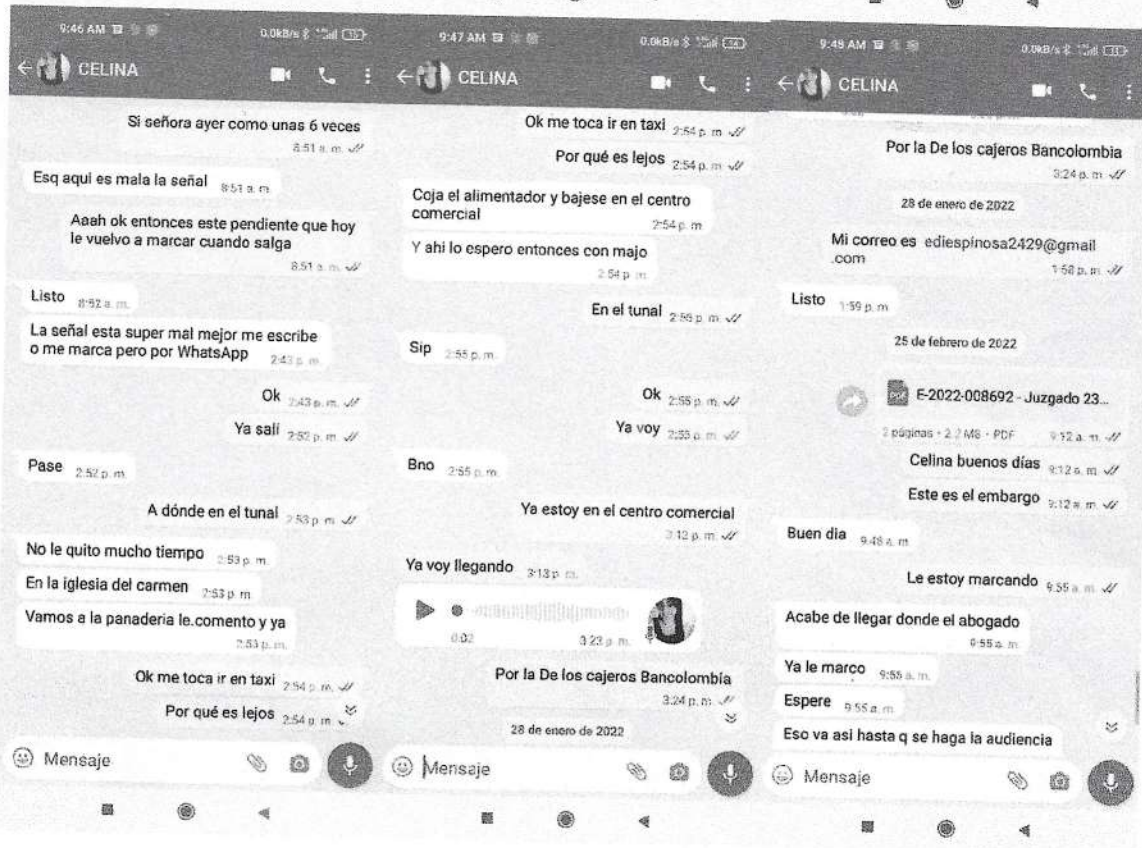 9:46 AM
0,0KB/s
CELINA
Si señora ayer como unas 6 veces
8:51 a. m.
Esq aqui es mala la señal 8:51 a. m.
Aaah ok entonces este pendiente que hoy
le vuelvo a marcar cuando salga
8:51 a. m.
Listo 8:52 a. m.
La señal esta super mal mejor me escribe
o me marca pero por WhatsApp 2:43 p. m.
Ok 2:43 p. m.
Ya salí 2:52 p. m.
Pase 2:52 p. m.
A dónde en el tunal 2:53 p. m.
No le quito mucho tiempo 2:53 p. m.
En la iglesia del carmen 2:53 p. m.
Vamos a la panaderia le.comento y ya
2:53 p. m.
Ok me toca ir en taxi 2:54 p. m.
Por qué es lejos 2:54 p. m.
Mensaje
9:47 AM
0.0KB/s
CELINA
Ok me toca ir en taxi 2:54 p. m.
Por qué es lejos 2:54 p. m.
Coja el alimentador y bajese en el centro
comercial
2:54 p. m.
Y ahi lo espero entonces con majo
2:54 p. m.
En el tunal 2:55 p. m.
Sip 2:55 p. m.
Ok 2:55 p. m.
Ya voy 2:55 p. m.
Bno 2:55 p. m.
Ya estoy en el centro comercial
3:12 p. m.
Ya voy llegando 3:13 p. m.
0:02
3:23 p. m.
Por la De los cajeros Bancolombia
3:24 p. m.
28 de enero de 2022
Mensaje
9:48 AM
0.0KB/s
CELINA
Por la De los cajeros Bancolombia
3:24 p. m.
28 de enero de 2022
Mi correo es ediespinosa2429@gmail
.com
1:58 p. m.
Listo 1:59 p. m.
25 de febrero de 2022
PDF E-2022-008692 - Juzgado 23...
2 páginas • 2.2 MB • PDF 9:12 a. m.
Celina buenos días 9:12 a. m.
Este es el embargo 9:12 a. m.
Buen dia 9:48 a. m.
Le estoy marcando 9:55 a. m.
Acabe de llegar donde el abogado
9:55 a. m.
Ya le marco 9:55 a. m.
Espere 9:55 a. m.
Eso va asi hasta q se haga la audiencia
Mensaje